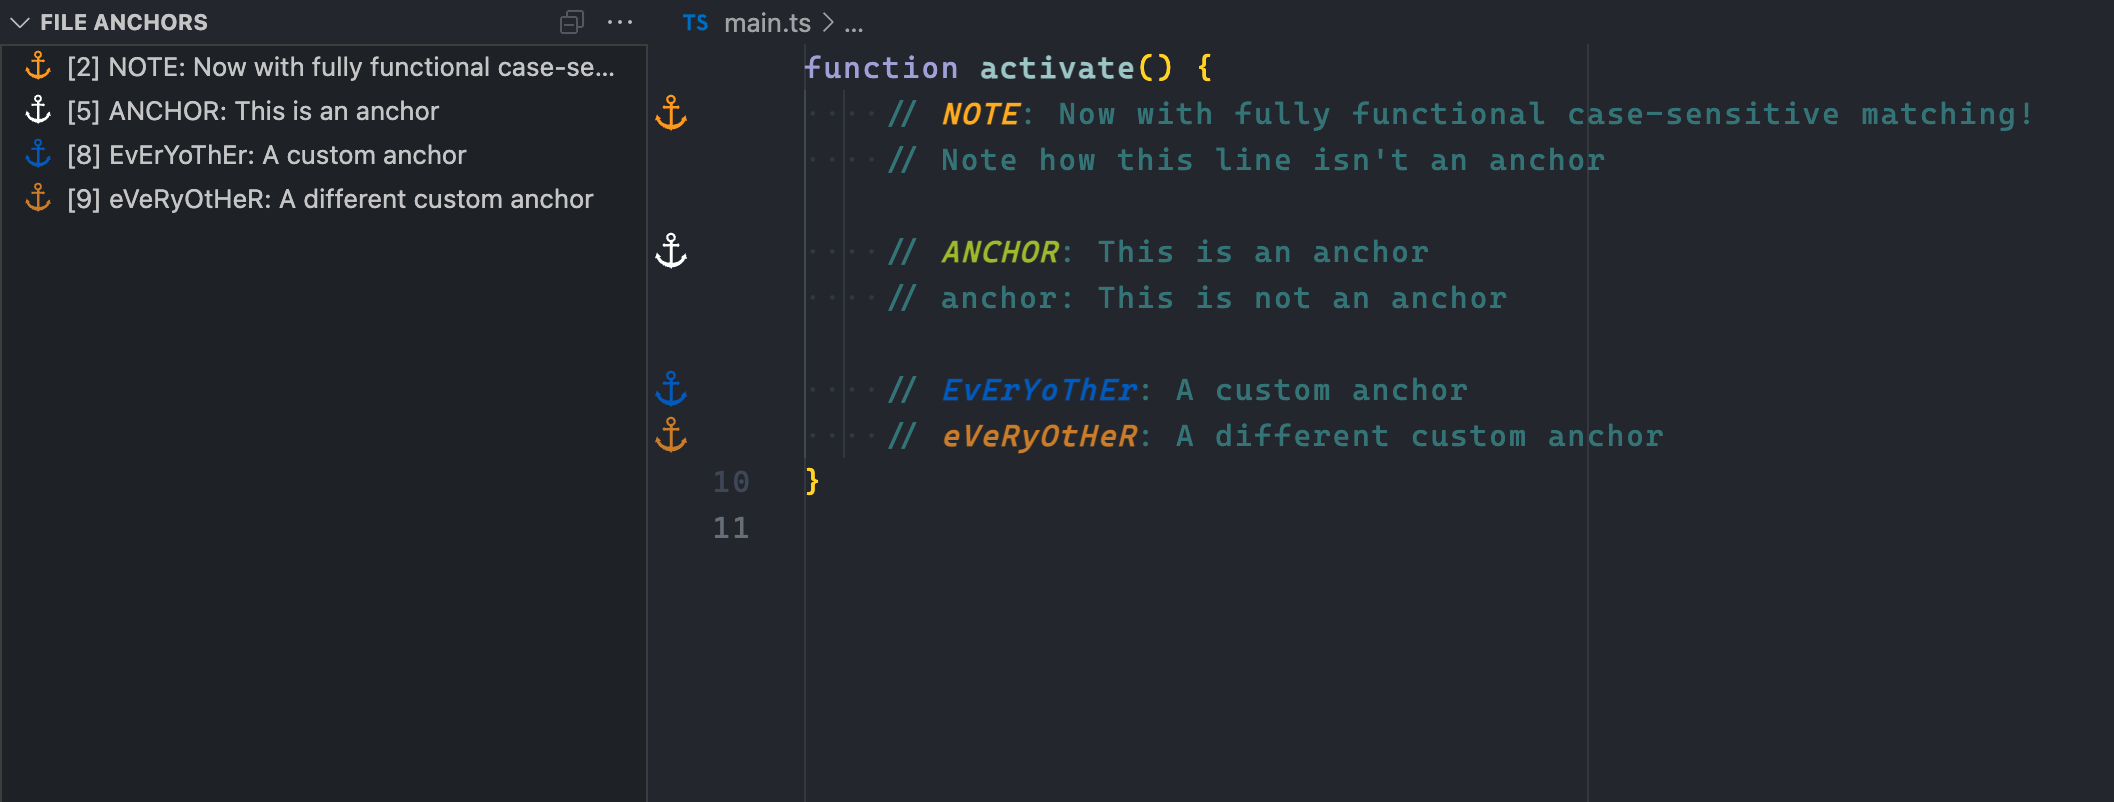 FILE ANCHORS
[2] NOTE: Now with fully functional case-se...
[5] ANCHOR: This is an anchor
[8] EvErYoThEr: A custom anchor
[9] eVeRyOtHeR: A different custom anchor
TS main.ts > ...
function activate() {
// NOTE: Now with fully functional case-sensitive matching!
// Note how this line isn't an anchor
// ANCHOR: This is an anchor
// anchor: This is not an anchor
// EvErYoThEr: A custom anchor
// eVeRyOtHeR: A different custom anchor
10 }
11